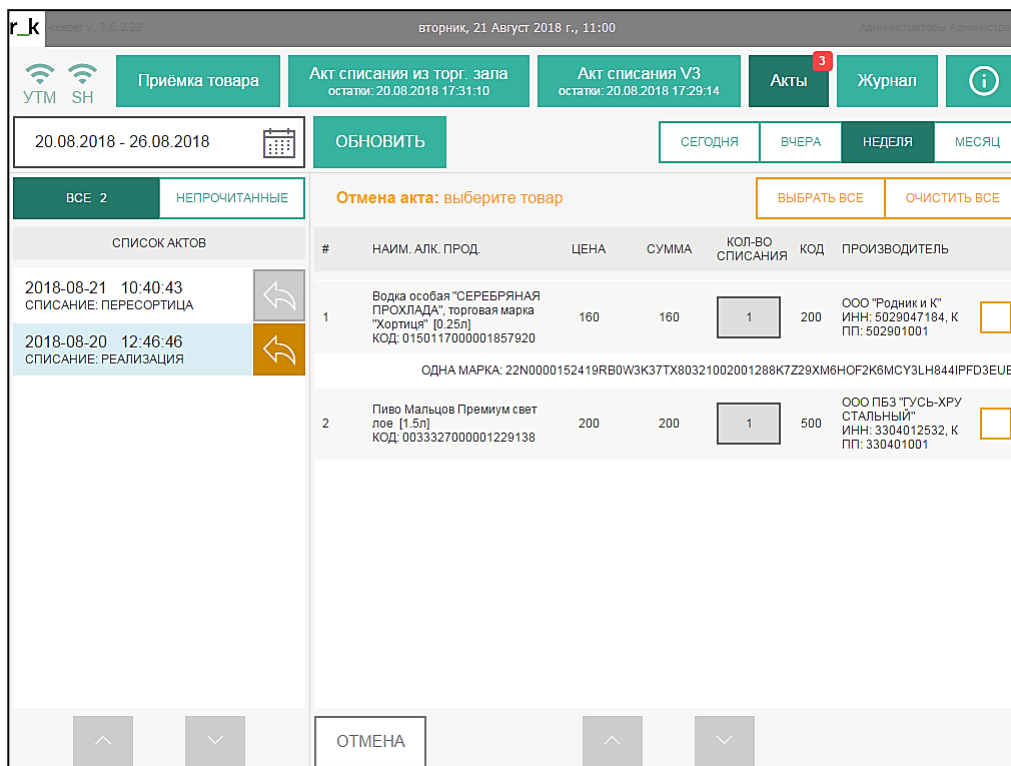 r_k Keeper v. 7.6.2.22 вторник, 21 Август 2018 г., 11:00 Администраторы Администра
УТМ SH
Приёмка товара
Акт списания из торг. зала
остатки: 20.08.2018 17:31:10
Акт списания V3
остатки: 20.08.2018 17:29:14
Акты 3
Журнал
20.08.2018 - 26.08.2018
ОБНОВИТЬ
СЕГОДНЯ ВЧЕРА НЕДЕЛЯ МЕСЯЦ
ВСЕ 2 НЕПРОЧИТАННЫЕ
Отмена акта: выберите товар
ВЫБРАТЬ ВСЕ ОЧИСТИТЬ ВСЕ
СПИСОК АКТОВ
2018-08-21 10:40:43
СПИСАНИЕ: ПЕРЕСОРТИЦА
2018-08-20 12:46:46
СПИСАНИЕ: РЕАЛИЗАЦИЯ
# НАИМ. АЛК. ПРОД. ЦЕНА СУММА КОЛ-ВО СПИСАНИЯ КОД ПРОИЗВОДИТЕЛЬ
1
Водка особая "СЕРЕБРЯНАЯ
ПРОХЛАДА", торговая марка
"Хортиця" [0.25л]
КОД: 0150117000001857920
160 160 1 200
ООО "Родник и К"
ИНН: 5029047184, К
ПП: 502901001
ОДНА МАРКА: 22N0000152419RB0W3K37TX80321002001288K7Z29XM6HOF2K6MCY3LH844IPFD3EUE
2
Пиво Мальцов Премиум свет
лое [1.5л]
КОД: 0033327000001229138
200 200 1 500
ООО ПБЗ "ГУСЬ-ХРУ
СТАЛЬНЫЙ"
ИНН: 3304012532, К
ПП: 330401001
ОТМЕНА